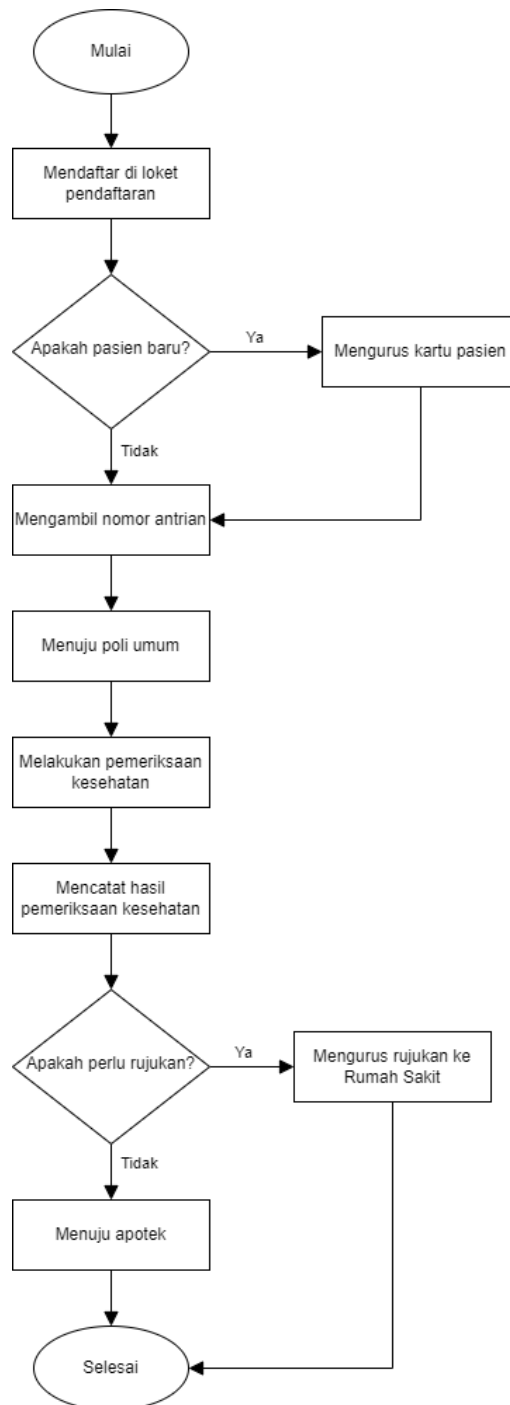 Mulai
Mendaftar di loket
pendaftaran
Apakah pasien baru?
Ya
Mengurus kartu pasien
Tidak
Mengambil nomor antrian
Menuju poli umum
Melakukan pemeriksaan
kesehatan
Mencatat hasil
pemeriksaan kesehatan
Apakah perlu rujukan?
Ya
Mengurus rujukan ke
Rumah Sakit
Tidak
Menuju apotek
Selesai